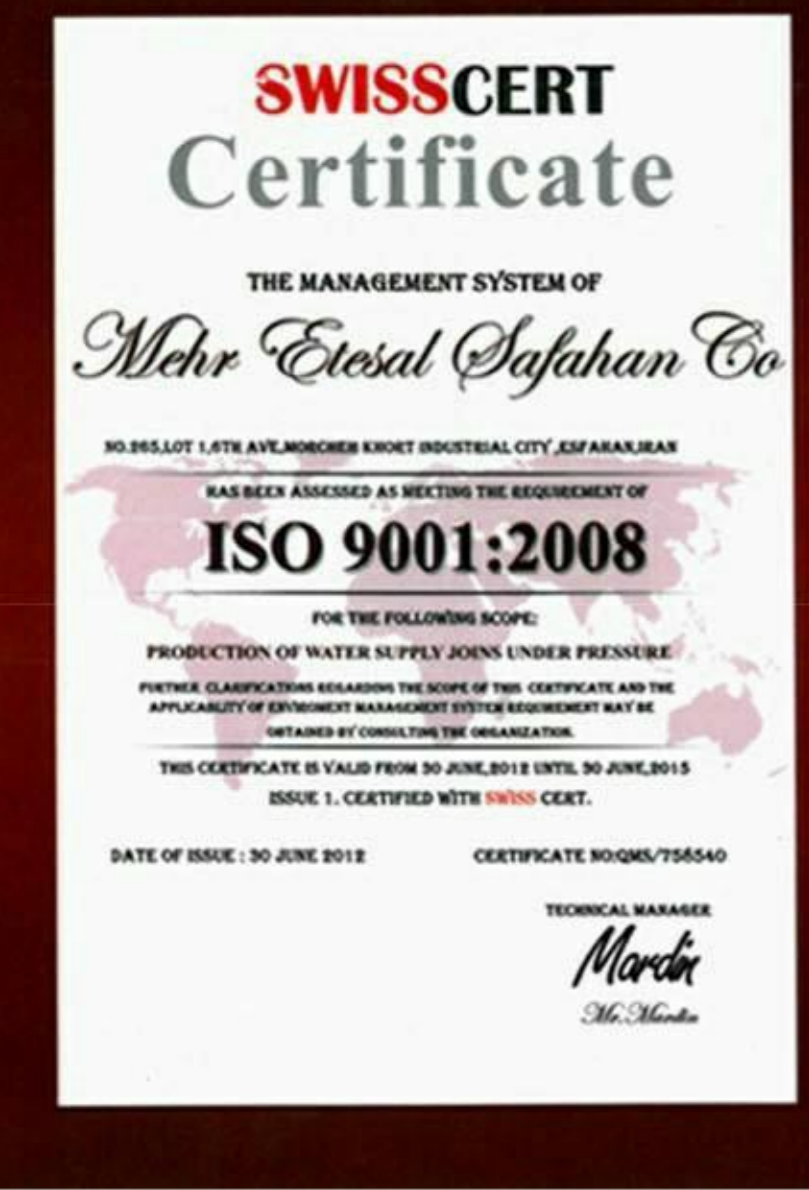 SWISSCERT
Certificate
THE MANAGEMENT SYSTEM OF
Mehr Etesal Safahan Co
NO.265,LOT 1,6TH AVE,MORCHEH KHORT INDUSTRIAL CITY ,ESFAHAN,IRAN
HAS BEEN ASSESSED AS MEETING THE REQUIREMENT OF
ISO 9001:2008
FOR THE FOLLOWING SCOPE:
PRODUCTION OF WATER SUPPLY JOINS UNDER PRESSURE
FURTHER CLARIFICATIONS REGARDING THE SCOPE OF THIS CERTIFICATE AND THE
APPLICABLITY OF ENVIROMENT MANAGEMENT SYSTEM REQUIREMENT MAY BE
OBTAINED BY CONSULTING THE ORGANIZATION.
THIS CERTIFICATE IS VALID FROM 30 JUNE,2012 UNTIL 30 JUNE,2015
ISSUE 1. CERTIFIED WITH SWISS CERT.
DATE OF ISSUE : 30 JUNE 2012
CERTIFICATE NO:QMS/756540
TECHNICAL MANAGER
Mardin
Mr.Mardin